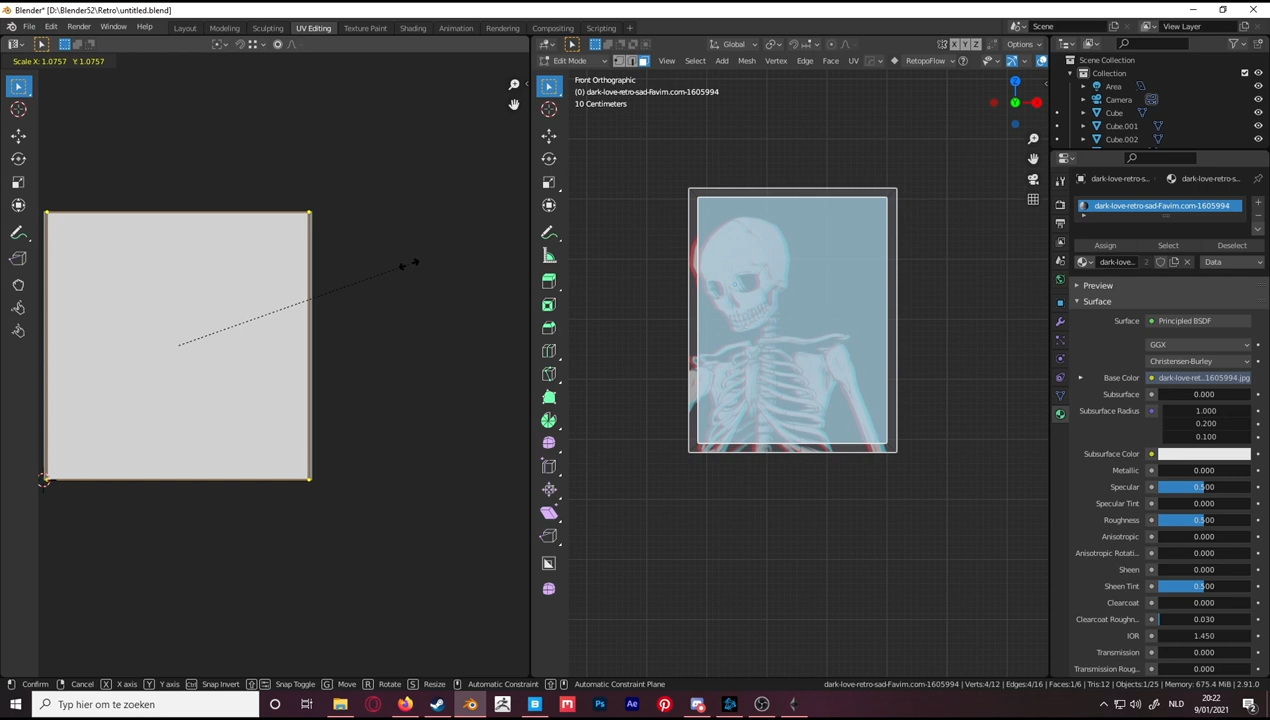 Blender* [D:\Blender52\Retro\untitled.blend]
File Edit Render Window Help
Layout Modeling Sculpting UV Editing Texture Paint Shading Animation Rendering Compositing Scripting +
Scene View Layer
Global Options
Scale X: 1.0757 Y: 1.0757
Edit Mode View Select Add Mesh Vertex Edge Face UV RetopoFlow
X Y Z
Front Orthographic
(0) dark-love-retro-sad-Favim.com-1605994
10 Centimeters
Z
Y
X
Scene Collection
Collection
Area
Camera
Cube
Cube.001
Cube.002
dark-love-retro-s... dark-love-retro-s...
dark-love-retro-sad-Favim.com-1605994
Assign Select Deselect
dark-love... 2 Data
Preview
Surface
Surface Principled BSDF
GGX
Christensen-Burley
Base Color dark-love-ret...1605994.jpg
Subsurface 0.000
Subsurface Radius 1.000
0.200
0.100
Subsurface Color
Metallic 0.000
Specular 0.500
Specular Tint 0.000
Roughness 0.500
Anisotropic 0.000
Anisotropic Rotati... 0.000
Sheen 0.000
Sheen Tint 0.500
Clearcoat 0.000
Clearcoat Roughn... 0.030
IOR 1.450
Transmission 0.000
Transmission Roug... 0.000
Confirm Cancel X X axis Y Y axis Snap Invert Snap Toggle G Move R Rotate S Resize Automatic Constraint Automatic Constraint Plane
dark-love-retro-sad-Favim.com-1605994 | Verts:4/12 | Edges:4/16 | Faces:1/6 | Tris:12 | Objects:1/25 | Memory: 675.4 MiB | 2.91.0
Typ hier om te zoeken
Ps Ae
NLD
20:22
9/01/2021
2